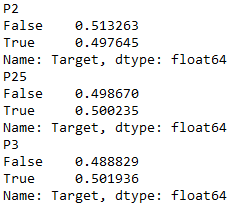 P2
False    0.513263
True     0.497645
Name: Target, dtype: float64
P25
False    0.498670
True     0.500235
Name: Target, dtype: float64
P3
False    0.488829
True     0.501936
Name: Target, dtype: float64